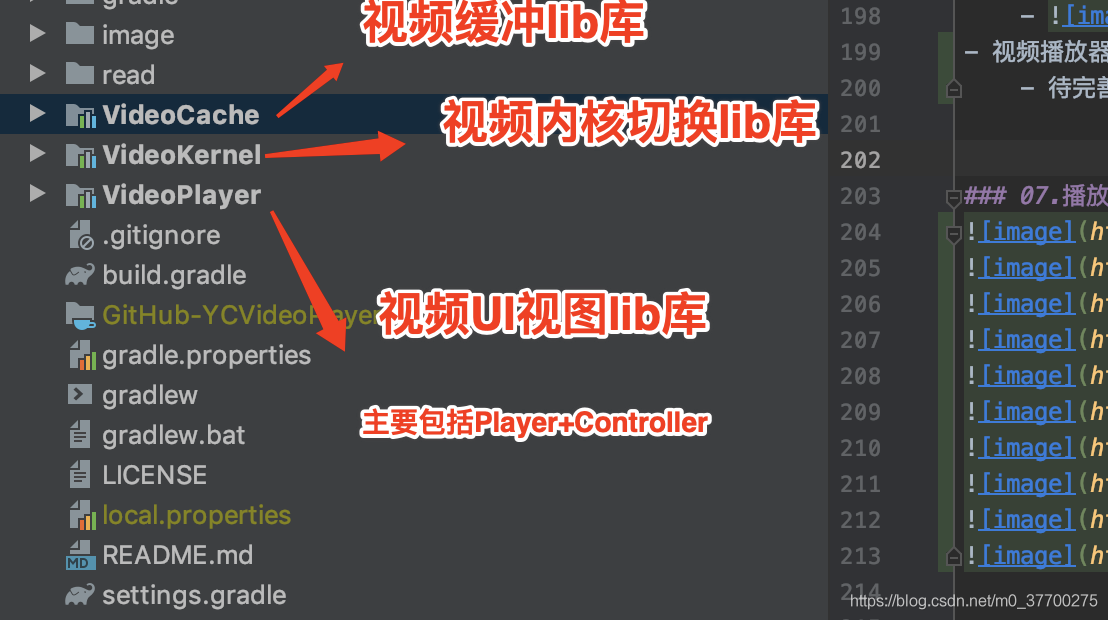 gradle
视频缓冲lib库
image
read
VideoCache
视频内核切换lib库
VideoKernel
VideoPlayer
.gitignore
build.gradle
GitHub-YCVideoPlayer
视频UI视图lib库
gradle.properties
gradlew
主要包括Player+Controller
gradlew.bat
LICENSE
local.properties
README.md
settings.gradle
198 - ![ima
199 - 视频播放器
200 - 待完善
201
202
203 ### 07.播放
204 ![image](ht
205 ![image](ht
206 ![image](ht
207 ![image](ht
208 ![image](ht
209 ![image](ht
210 ![image](ht
211 ![image](ht
212 ![image](ht
213 ![image](ht
214
https://blog.csdn.net/m0_37700275